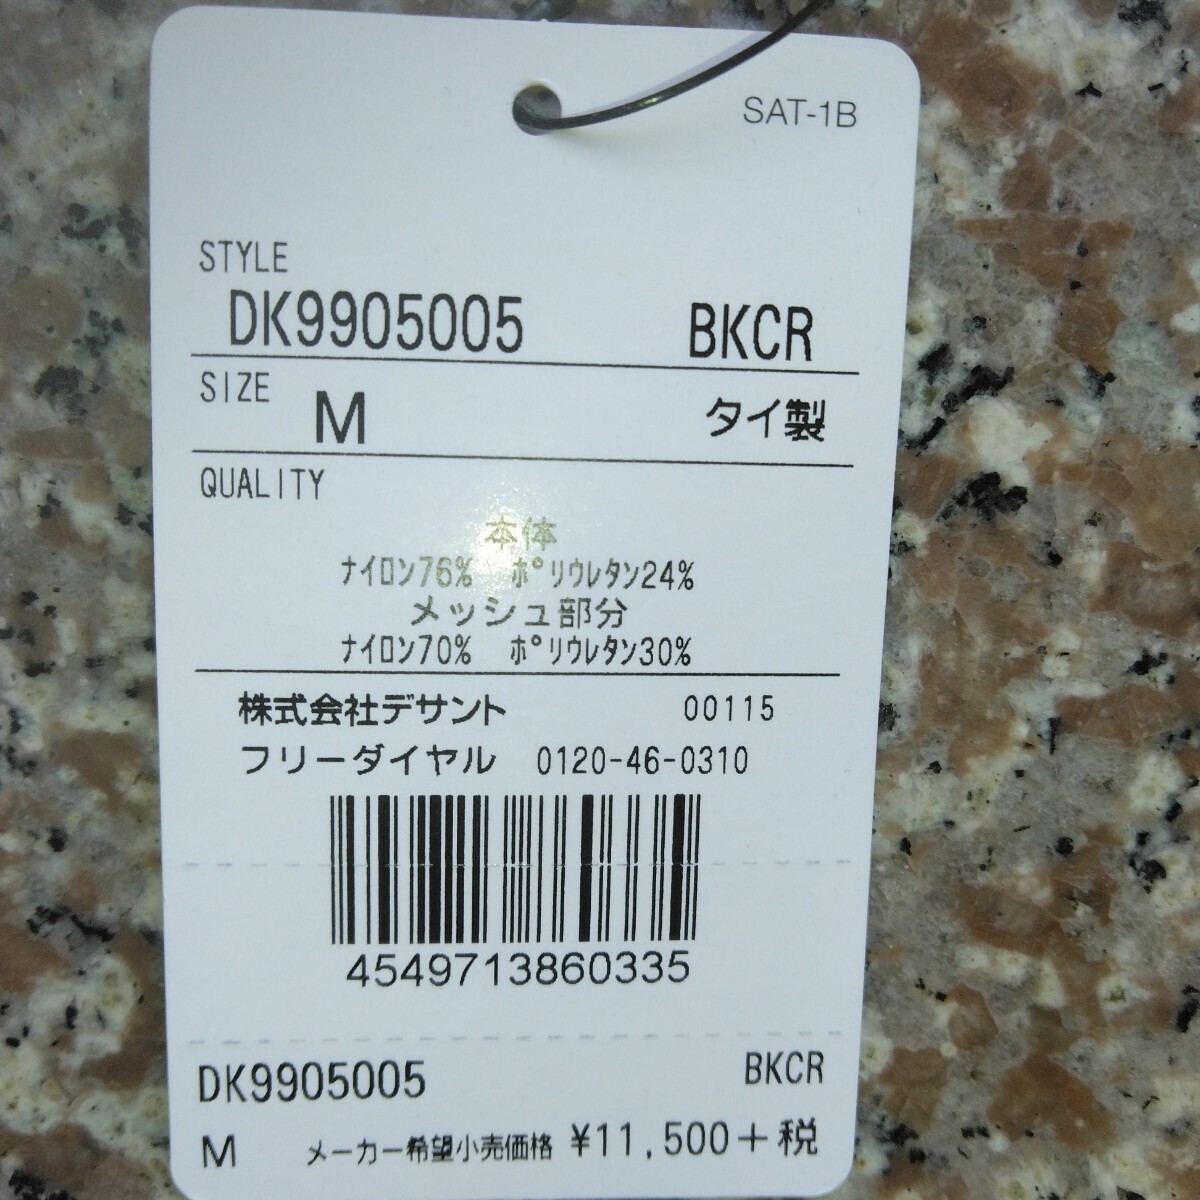 SAT-1B
STYLE
DK9905005 BKCR
SIZE M タイ製
QUALITY
本体
ﾅｲﾛﾝ76% ﾎﾟﾘｳﾚﾀﾝ24%
メッシュ部分
ﾅｲﾛﾝ70% ﾎﾟﾘｳﾚﾀﾝ30%
株式会社デサント 00115
フリーダイヤル 0120-46-0310
4549713860335
DK9905005 BKCR
M メーカー希望小売価格 ¥11,500+税